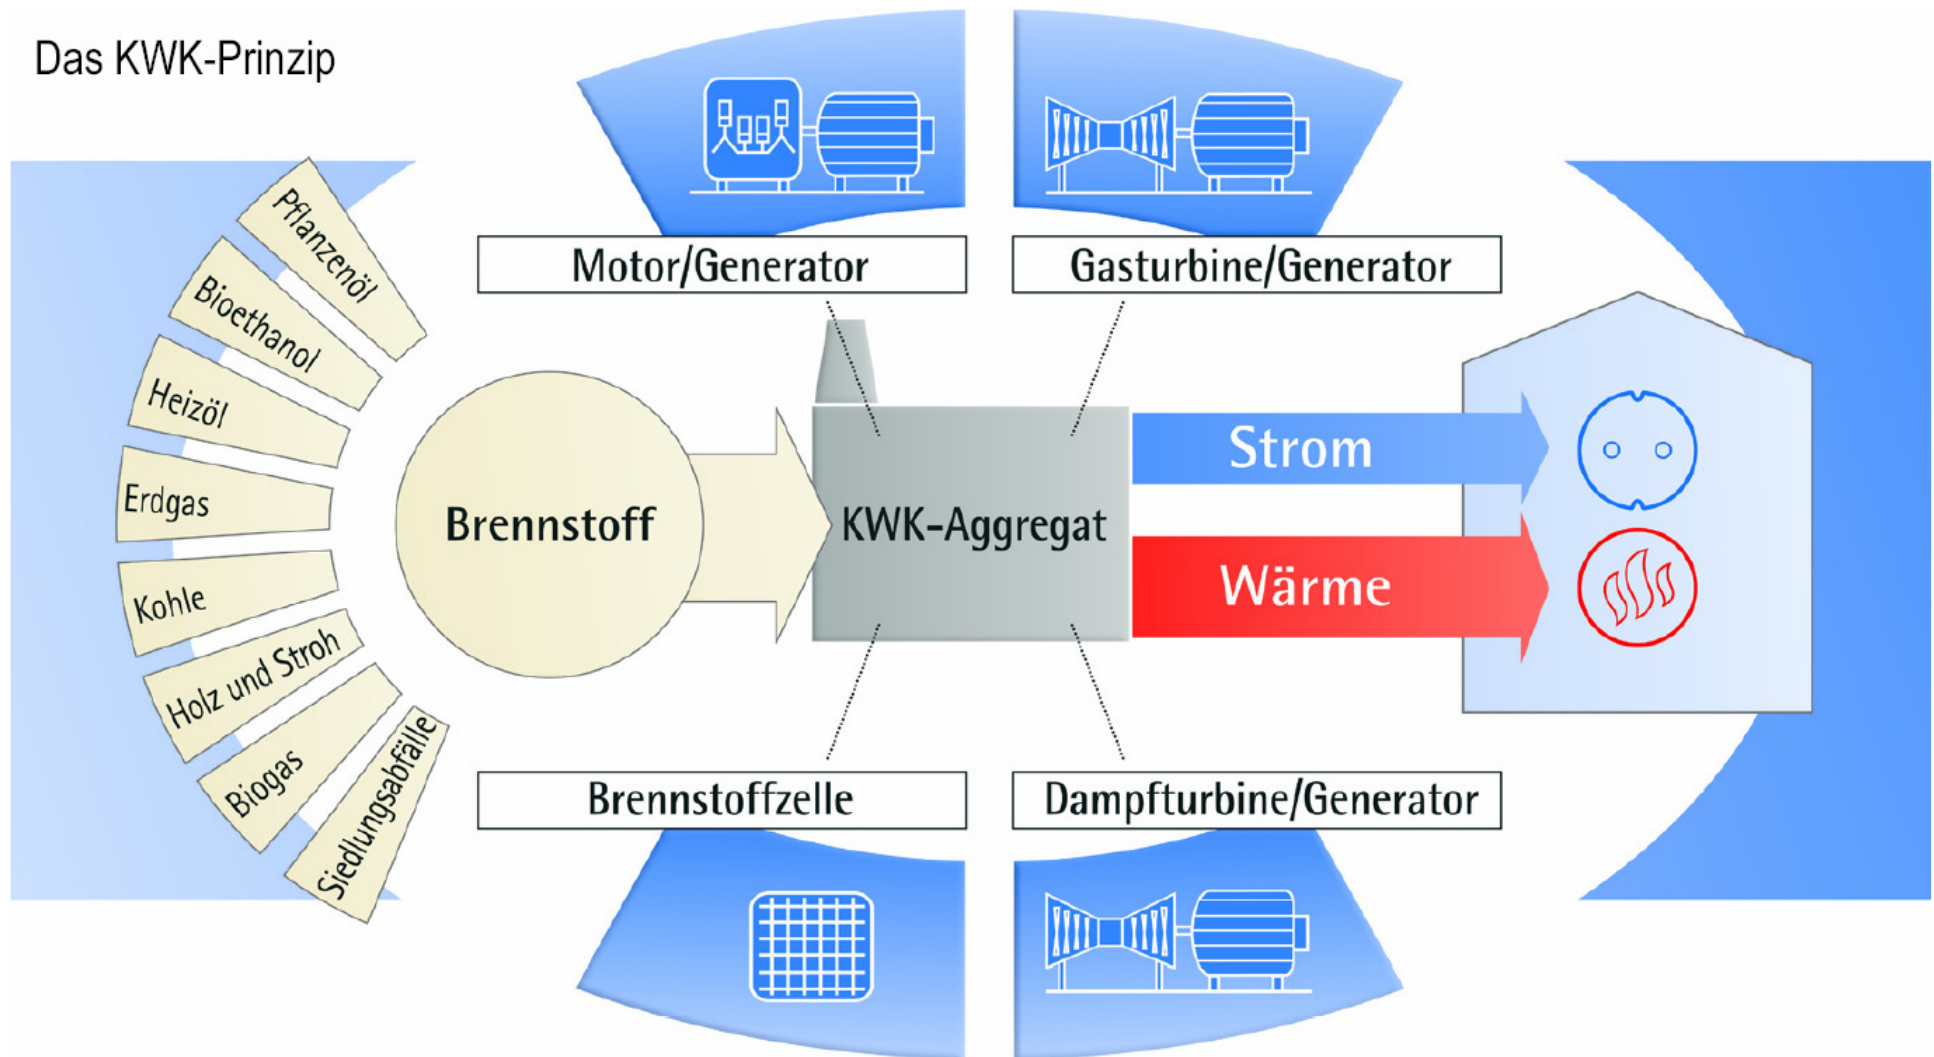 Das KWK-Prinzip
Motor/Generator
Gasturbine/Generator
Pflanzenöl
Bioethanol
Heizöl
Erdgas
Kohle
Holz und Stroh
Biogas
Siedlungsabfälle
Brennstoff
KWK-Aggregat
Strom
Wärme
Brennstoffzelle
Dampfturbine/Generator